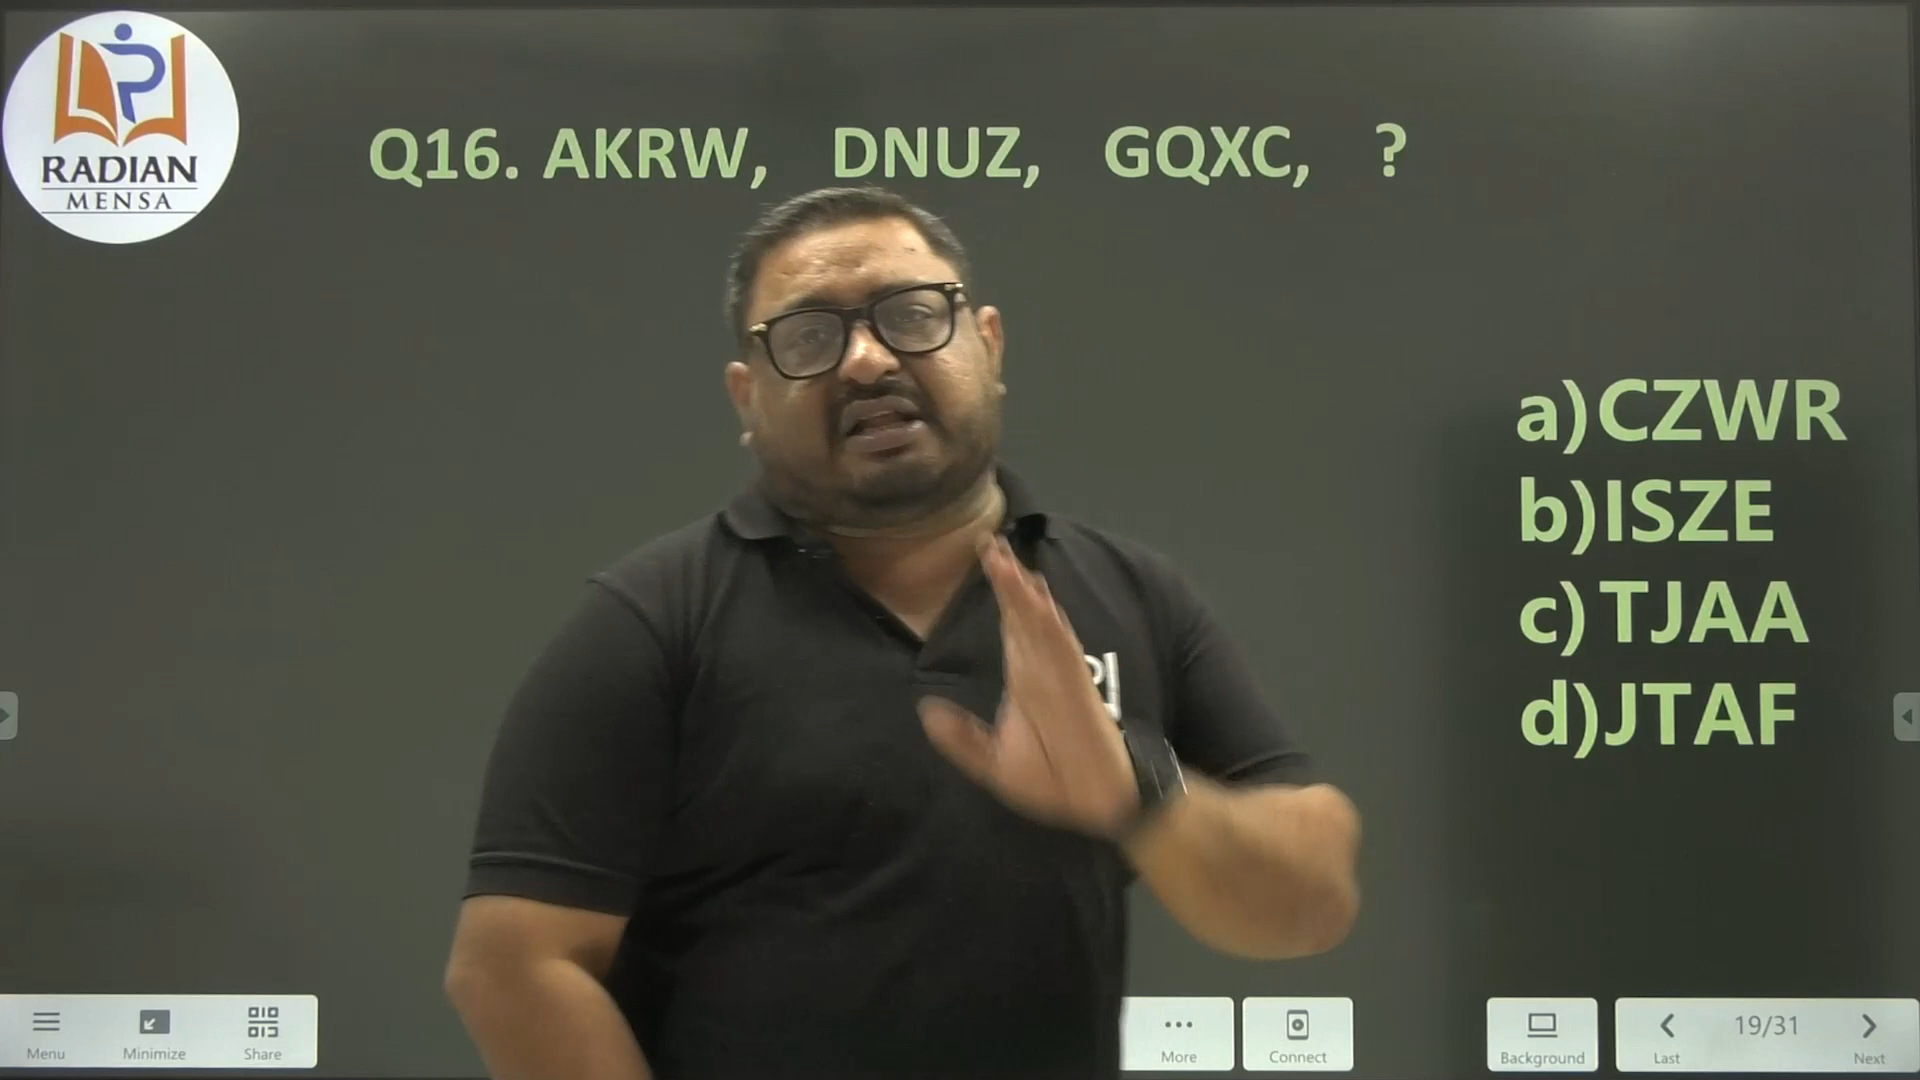 RADIAN
MENSA
Q16. AKRW, DNUZ, GQXC, ?
a)CZWR
b)ISZE
c)TJAA
d)JTAF
Menu
Minimize
Share
More
Connect
Background
Last
19/31
Next